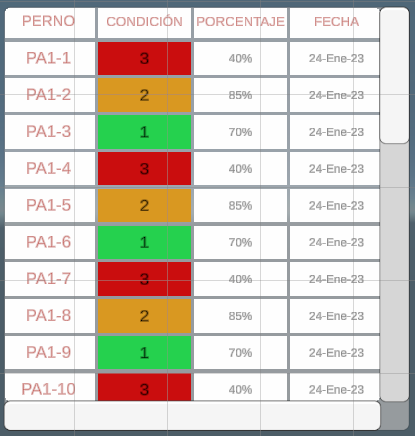 PERNO CONDICIÓN PORCENTAJE FECHA
PA1-1 3 40% 24-Ene-23
PA1-2 2 85% 24-Ene-23
PA1-3 1 70% 24-Ene-23
PA1-4 3 40% 24-Ene-23
PA1-5 2 85% 24-Ene-23
PA1-6 1 70% 24-Ene-23
PA1-7 3 40% 24-Ene-23
PA1-8 2 85% 24-Ene-23
PA1-9 1 70% 24-Ene-23
PA1-10 3 40% 24-Ene-23